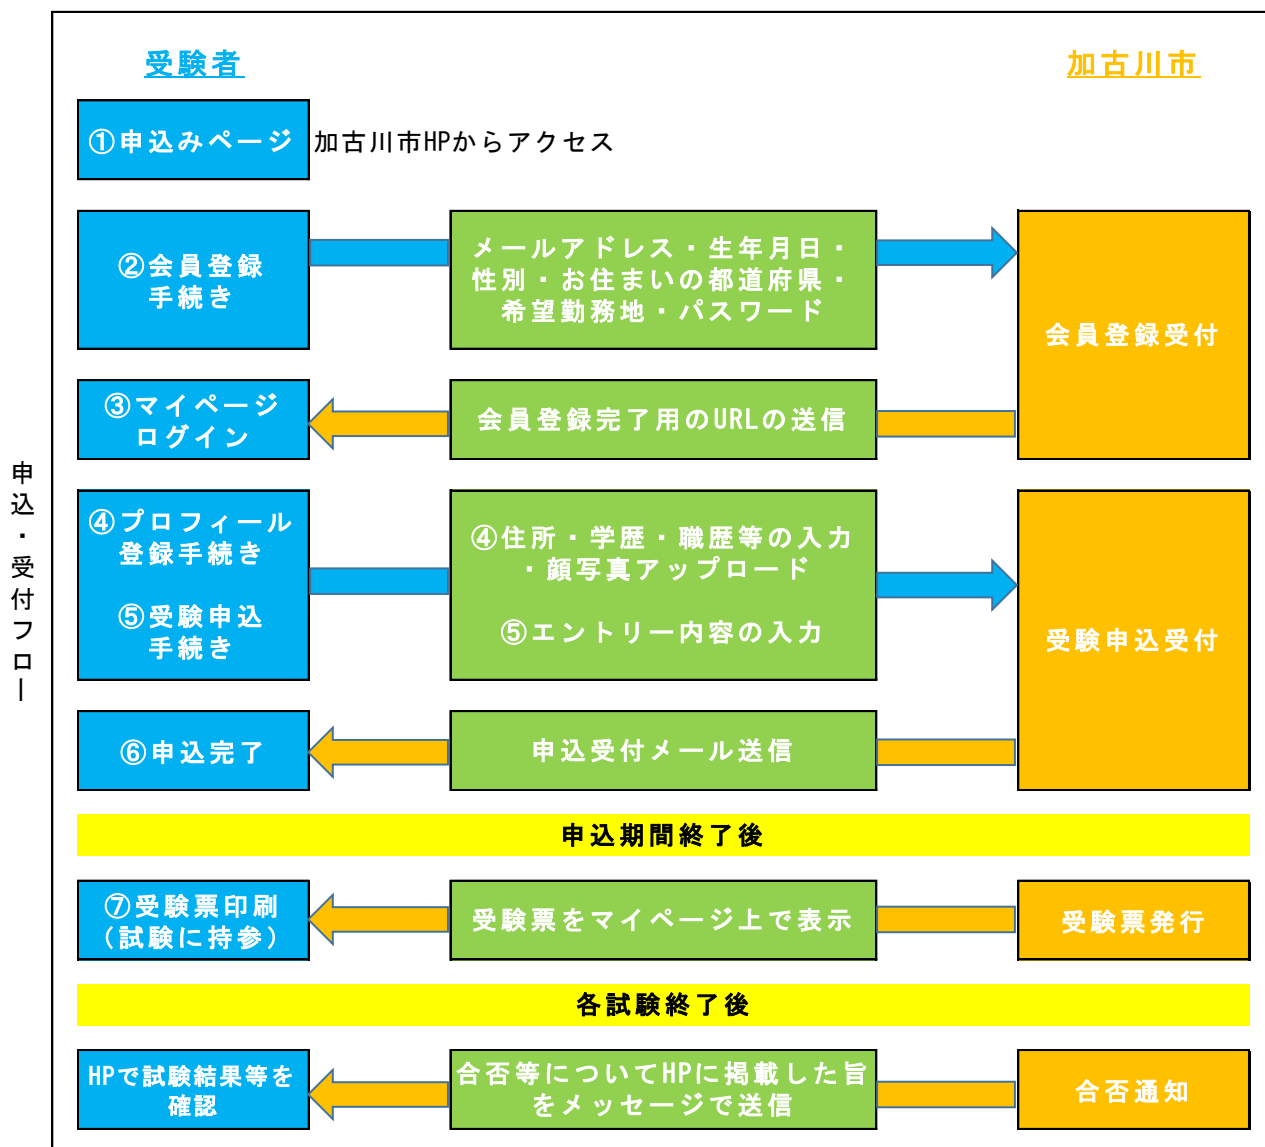 受験者
加古川市
①申込みページ
加古川市HPからアクセス
②会員登録
手続き
メールアドレス・生年月日・
性別・お住まいの都道府県・
希望勤務地・パスワード
会員登録受付
③マイページ
ログイン
会員登録完了用のURLの送信
申込・受付フロー
④プロフィール
登録手続き
⑤受験申込
手続き
④住所・学歴・職歴等の入力
・顔写真アップロード
⑤エントリー内容の入力
受験申込受付
⑥申込完了
申込受付メール送信
申込期間終了後
⑦受験票印刷
(試験に持参)
受験票をマイページ上で表示
受験票発行
各試験終了後
HPで試験結果等を
確認
合否等についてHPに掲載した旨
をメッセージで送信
合否通知